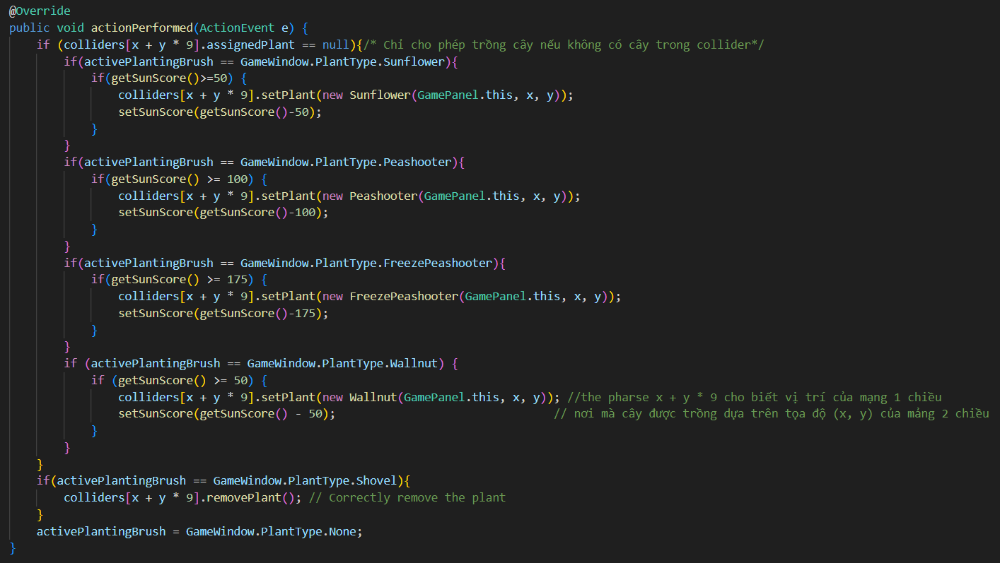 @Override
public void actionPerformed(ActionEvent e) {
    if (colliders[x + y * 9].assignedPlant == null){/* Chỉ cho phép trồng cây nếu không có cây trong collider*/
        if(activePlantingBrush == GameWindow.PlantType.Sunflower){
            if(getSunScore()>=50) {
                colliders[x + y * 9].setPlant(new Sunflower(GamePanel.this, x, y));
                setSunScore(getSunScore()-50);
            }
        }
        if(activePlantingBrush == GameWindow.PlantType.Peashooter){
            if(getSunScore() >= 100) {
                colliders[x + y * 9].setPlant(new Peashooter(GamePanel.this, x, y));
                setSunScore(getSunScore()-100);
            }
        }
        if(activePlantingBrush == GameWindow.PlantType.FreezePeashooter){
            if(getSunScore() >= 175) {
                colliders[x + y * 9].setPlant(new FreezePeashooter(GamePanel.this, x, y));
                setSunScore(getSunScore()-175);
            }
        }
        if (activePlantingBrush == GameWindow.PlantType.Wallnut) {
            if (getSunScore() >= 50) {
                colliders[x + y * 9].setPlant(new Wallnut(GamePanel.this, x, y)); //the pharse x + y * 9 cho biết vị trí của mạng 1 chiều
                setSunScore(getSunScore() - 50);                                // nơi mà cây được trồng dựa trên tọa độ (x, y) của mảng 2 chiều
            }
        }
    }
    if(activePlantingBrush == GameWindow.PlantType.Shovel){
        colliders[x + y * 9].removePlant(); // Correctly remove the plant
    }
    activePlantingBrush = GameWindow.PlantType.None;
}